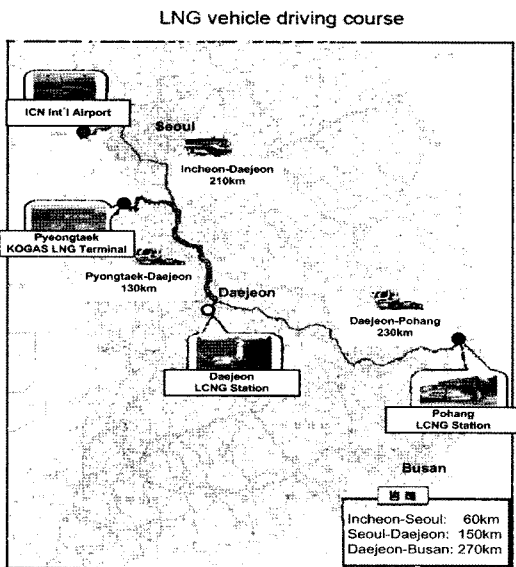 LNG vehicle driving course
ICN Int'l Airport
Seoul
Incheon-Daejeon
210km
Pyeongtaek
KOGAS LNG Terminal
Pyongtaek-Daejeon
130km
Daejeon
Daejeon-Pohang
230km
Daejeon
LCNG Station
Pohang
LCNG Station
Busan
Incheon-Seoul: 60km
Seoul-Daejeon: 150km
Daejeon-Busan: 270km